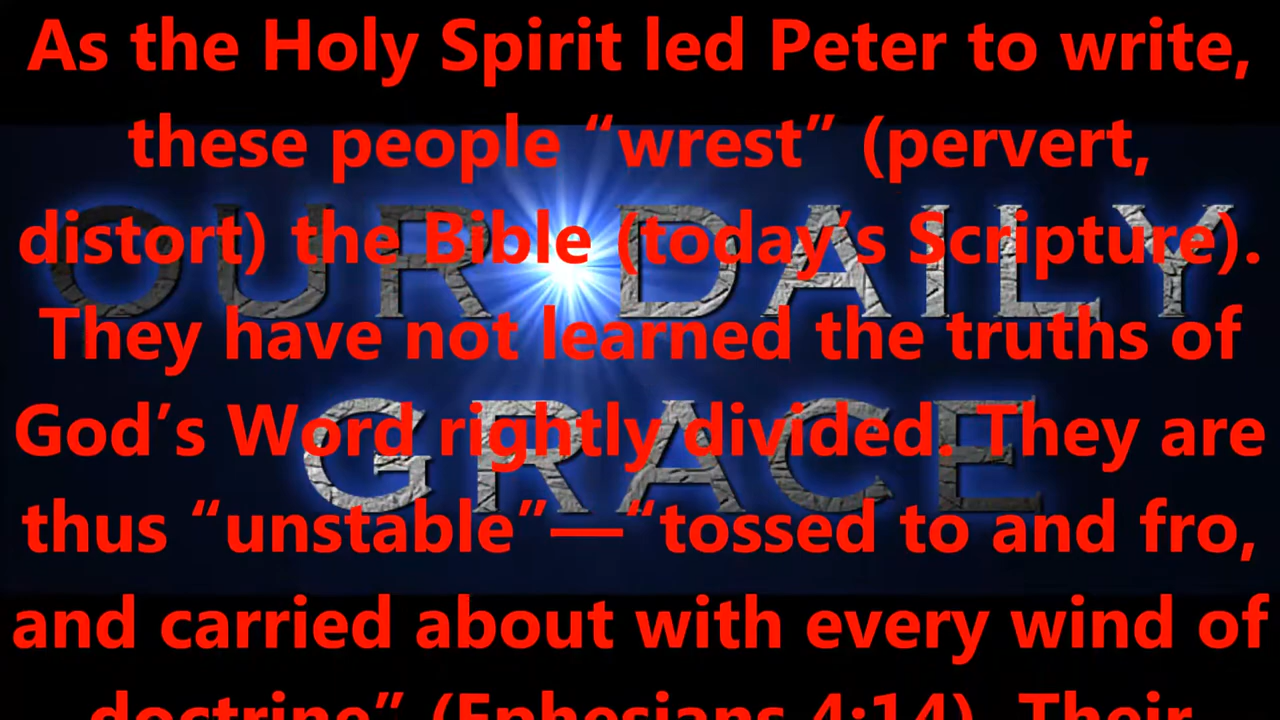 As the Holy Spirit led Peter to write,
these people “wrest” (pervert,
distort) the Bible (today’s Scripture).
They have not learned the truths of
God’s Word rightly divided. They are
thus “unstable”—“tossed to and fro,
and carried about with every wind of
doctrine” (Ephesians 4:14). Their
OUR DAILY
GRACE